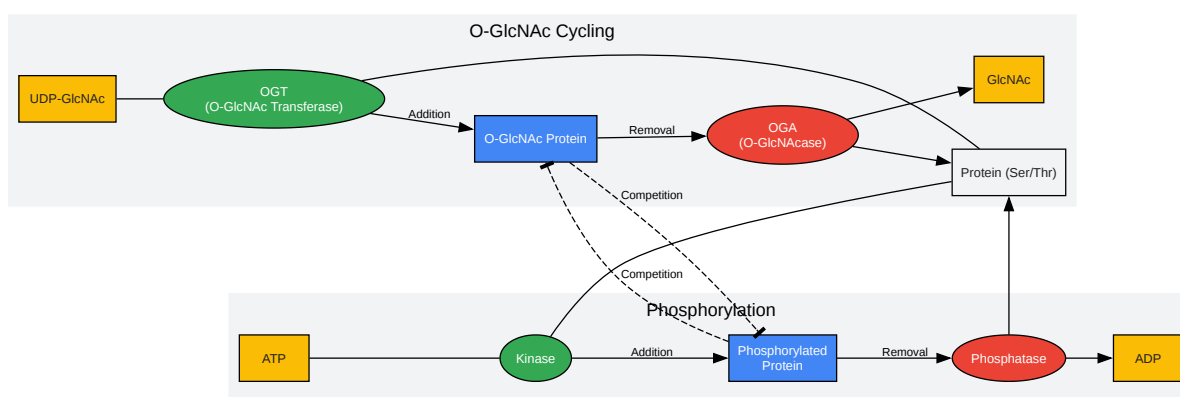 O-GlcNAc Cycling
UDP-GlcNAc
OGT
(O-GlcNAc Transferase)
Addition
O-GlcNAc Protein
Removal
OGA
(O-GlcNAcase)
GlcNAc
Protein (Ser/Thr)
Competition
Competition
Phosphorylation
ATP
Kinase
Addition
Phosphorylated
Protein
Removal
Phosphatase
ADP